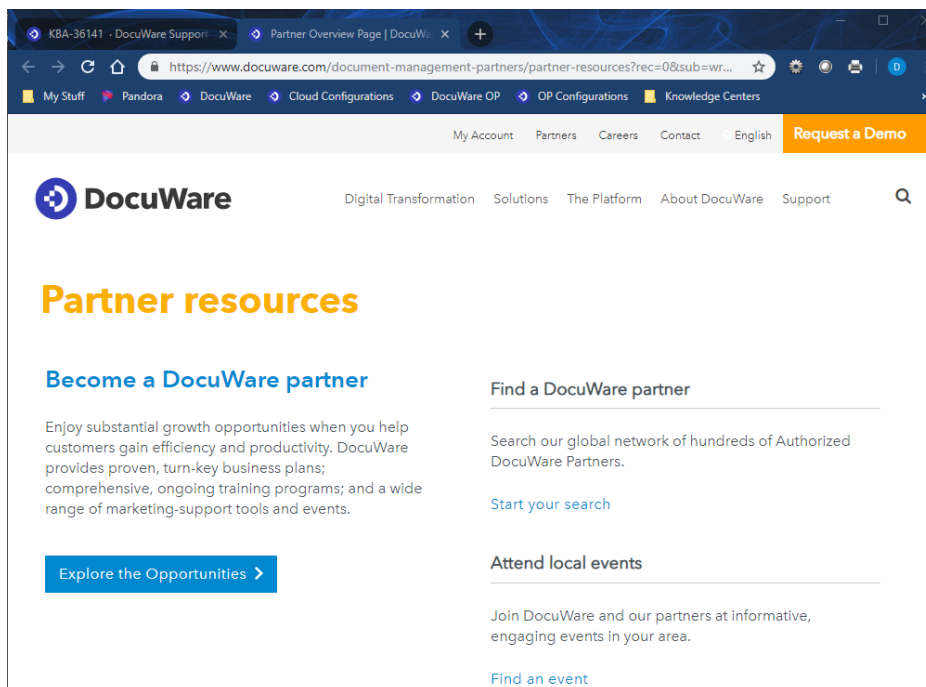 KBA-36141 · DocuWare Support
Partner Overview Page | DocuWa
https://www.docuware.com/document-management-partners/partner-resources?rec=0&sub=wr...
D
My Stuff Pandora DocuWare Cloud Configurations DocuWare OP OP Configurations Knowledge Centers
My Account Partners Careers Contact English Request a Demo
DocuWare
Digital Transformation Solutions The Platform About DocuWare Support
Partner resources
Become a DocuWare partner
Enjoy substantial growth opportunities when you help
customers gain efficiency and productivity. DocuWare
provides proven, turn-key business plans;
comprehensive, ongoing training programs; and a wide
range of marketing-support tools and events.
Explore the Opportunities
Find a DocuWare partner
Search our global network of hundreds of Authorized
DocuWare Partners.
Start your search
Attend local events
Join DocuWare and our partners at informative,
engaging events in your area.
Find an event